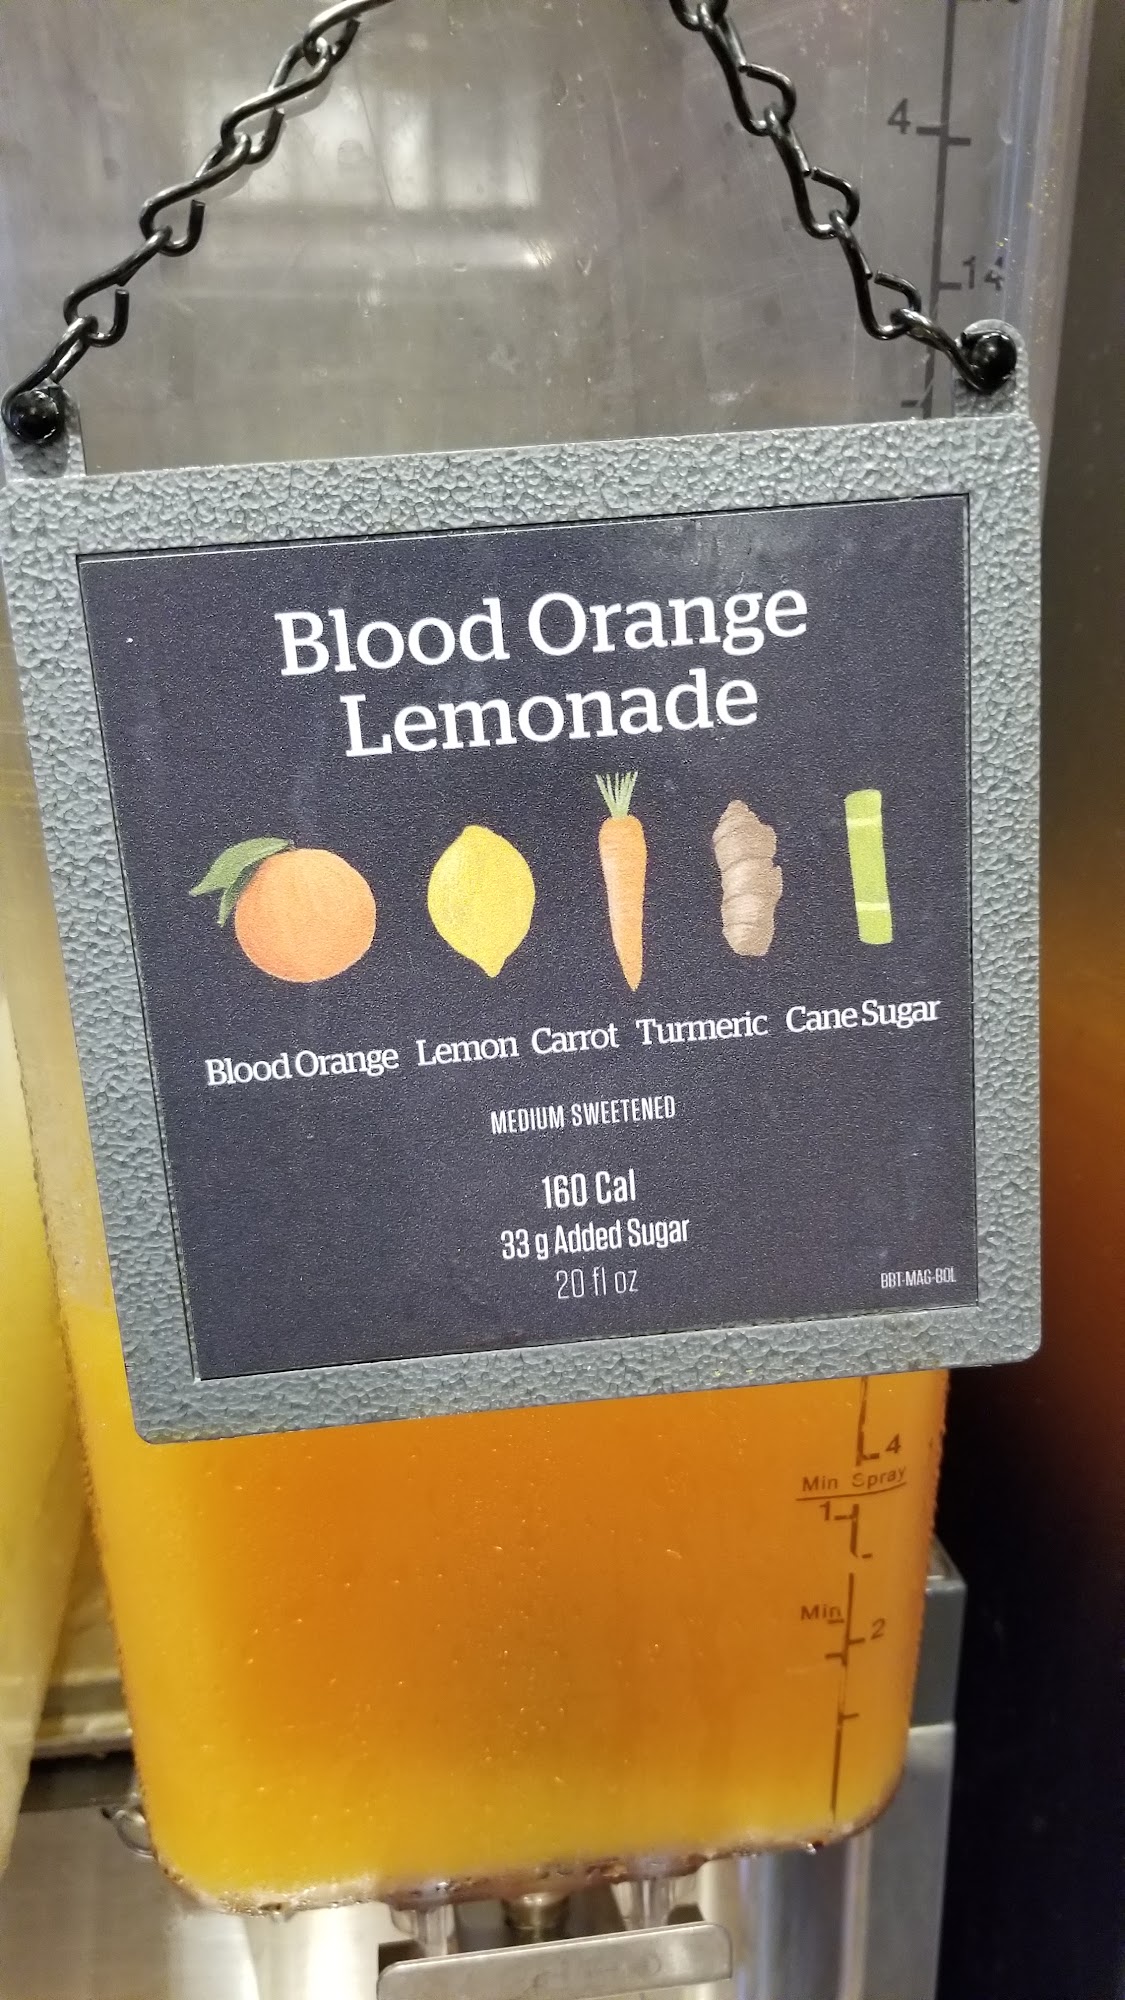 4
14
Blood Orange
Lemonade
Blood Orange Lemon Carrot Turmeric Cane Sugar
MEDIUM SWEETENED
160 Cal
33 g Added Sugar
20 fl oz
BBT-MAG-BOL
4
Min Spray
1
Min
2